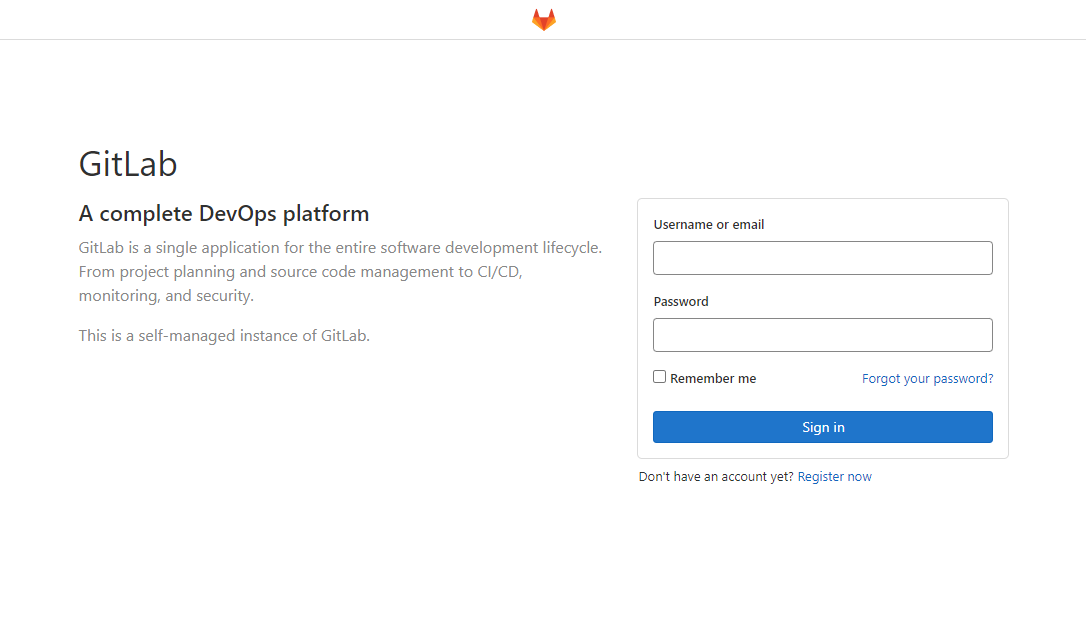 GitLab
A complete DevOps platform
GitLab is a single application for the entire software development lifecycle.
From project planning and source code management to CI/CD,
monitoring, and security.
This is a self-managed instance of GitLab.
Username or email
Password
Remember me
Forgot your password?
Sign in
Don't have an account yet? Register now